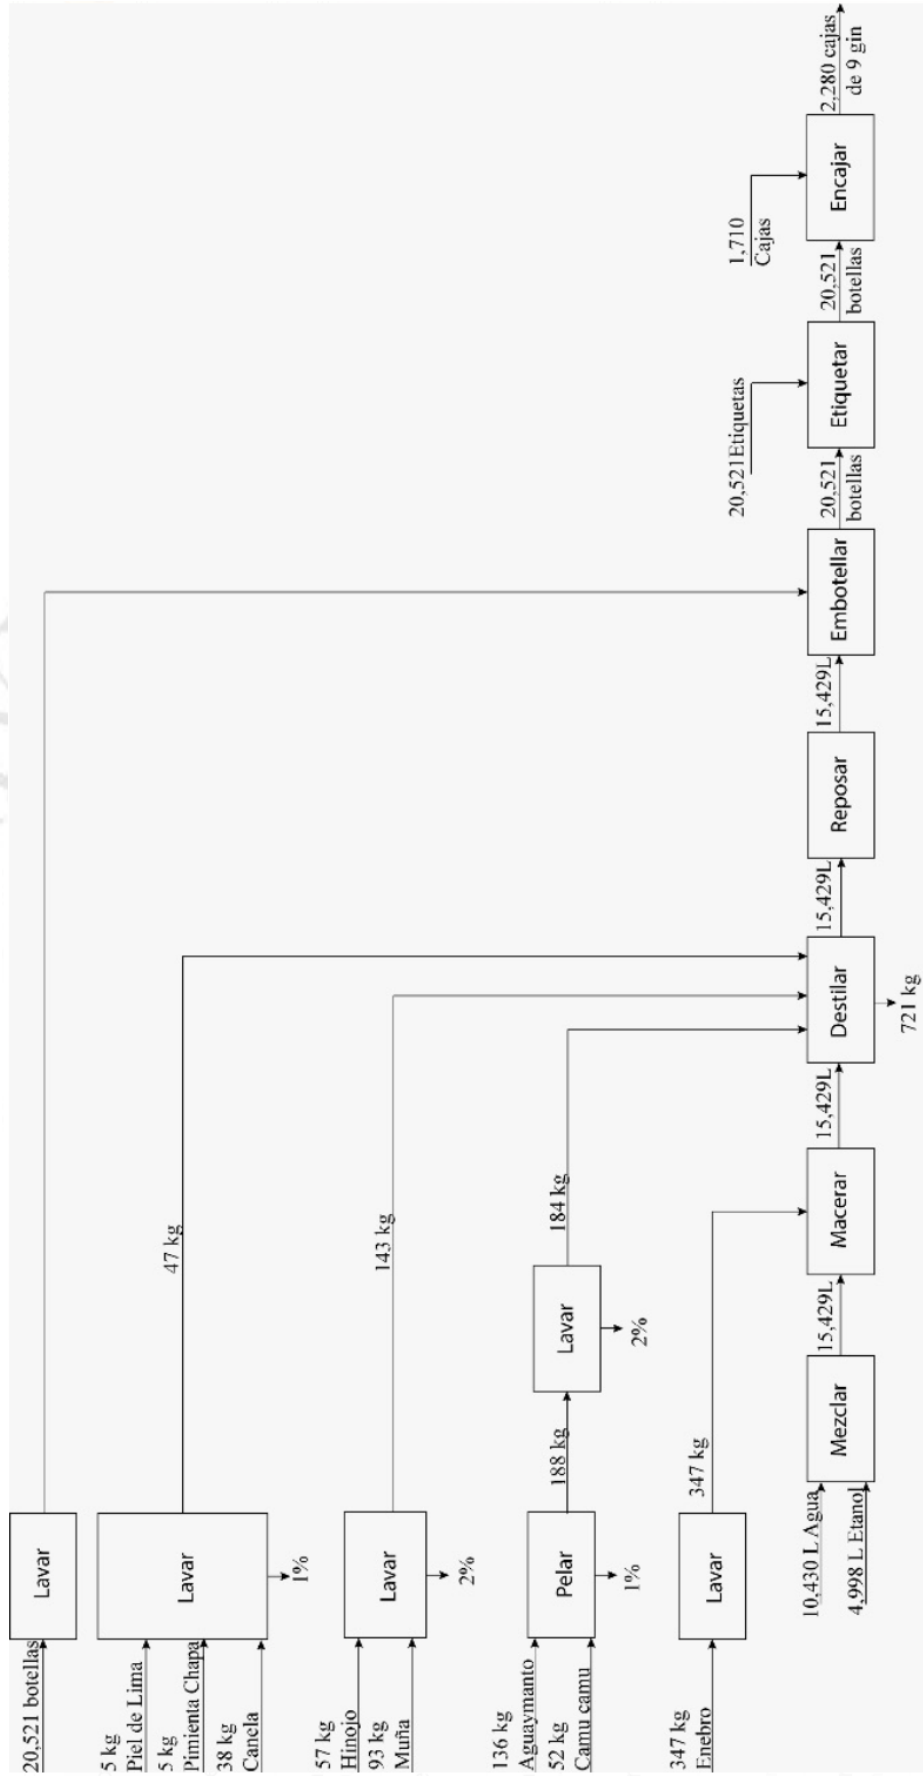 20,521 botellas
Lavar
5 kg
Piel de Lima
5 kg
Pimienta Chapa
38 kg
Canela
Lavar
1%
47 kg
57 kg
Hinojo
93 kg
Muña
Lavar
2%
143 kg
136 kg
Aguaymanto
52 kg
Camu camu
Pelar
1%
188 kg
Lavar
2%
184 kg
347 kg
Enebro
Lavar
347 kg
10,430 L Agua
4,998 L Etanol
Mezclar
15,429L
Macerar
15,429L
Destilar
721 kg
15,429L
Reposar
15,429L
Embotellar
20,521
botellas
20,521Etiquetas
Etiquetar
20,521
botellas
1,710
Cajas
Encajar
2,280 cajas
de 9 gin